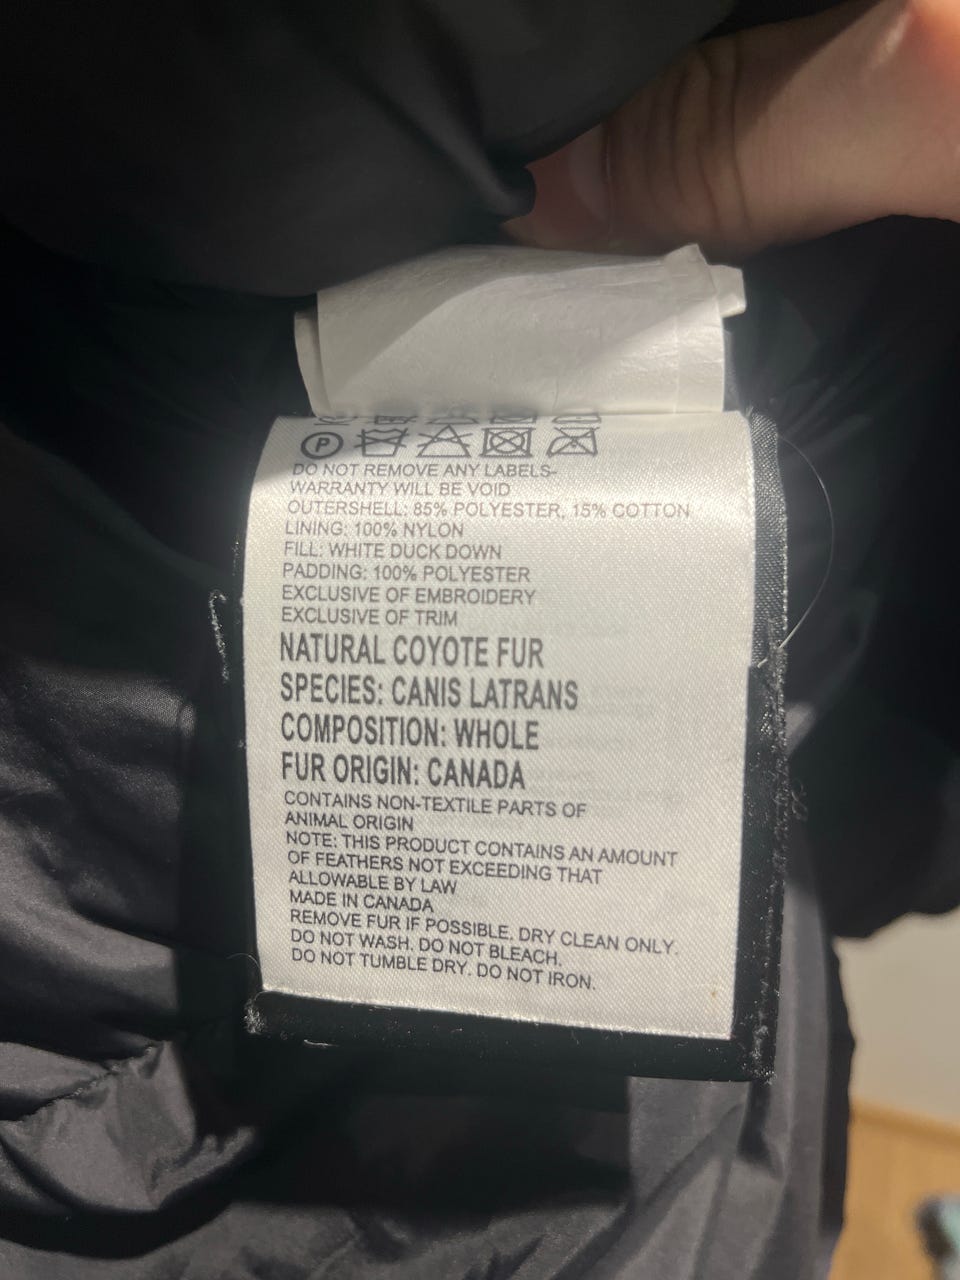 P
DO NOT REMOVE ANY LABELS-
WARRANTY WILL BE VOID
OUTERSHELL: 85% POLYESTER, 15% COTTON
LINING: 100% NYLON
FILL: WHITE DUCK DOWN
PADDING: 100% POLYESTER
EXCLUSIVE OF EMBROIDERY
EXCLUSIVE OF TRIM
NATURAL COYOTE FUR
SPECIES: CANIS LATRANS
COMPOSITION: WHOLE
FUR ORIGIN: CANADA
CONTAINS NON-TEXTILE PARTS OF
ANIMAL ORIGIN
NOTE: THIS PRODUCT CONTAINS AN AMOUNT
OF FEATHERS NOT EXCEEDING THAT
ALLOWABLE BY LAW
MADE IN CANADA
REMOVE FUR IF POSSIBLE. DRY CLEAN ONLY.
DO NOT WASH. DO NOT BLEACH.
DO NOT TUMBLE DRY. DO NOT IRON.